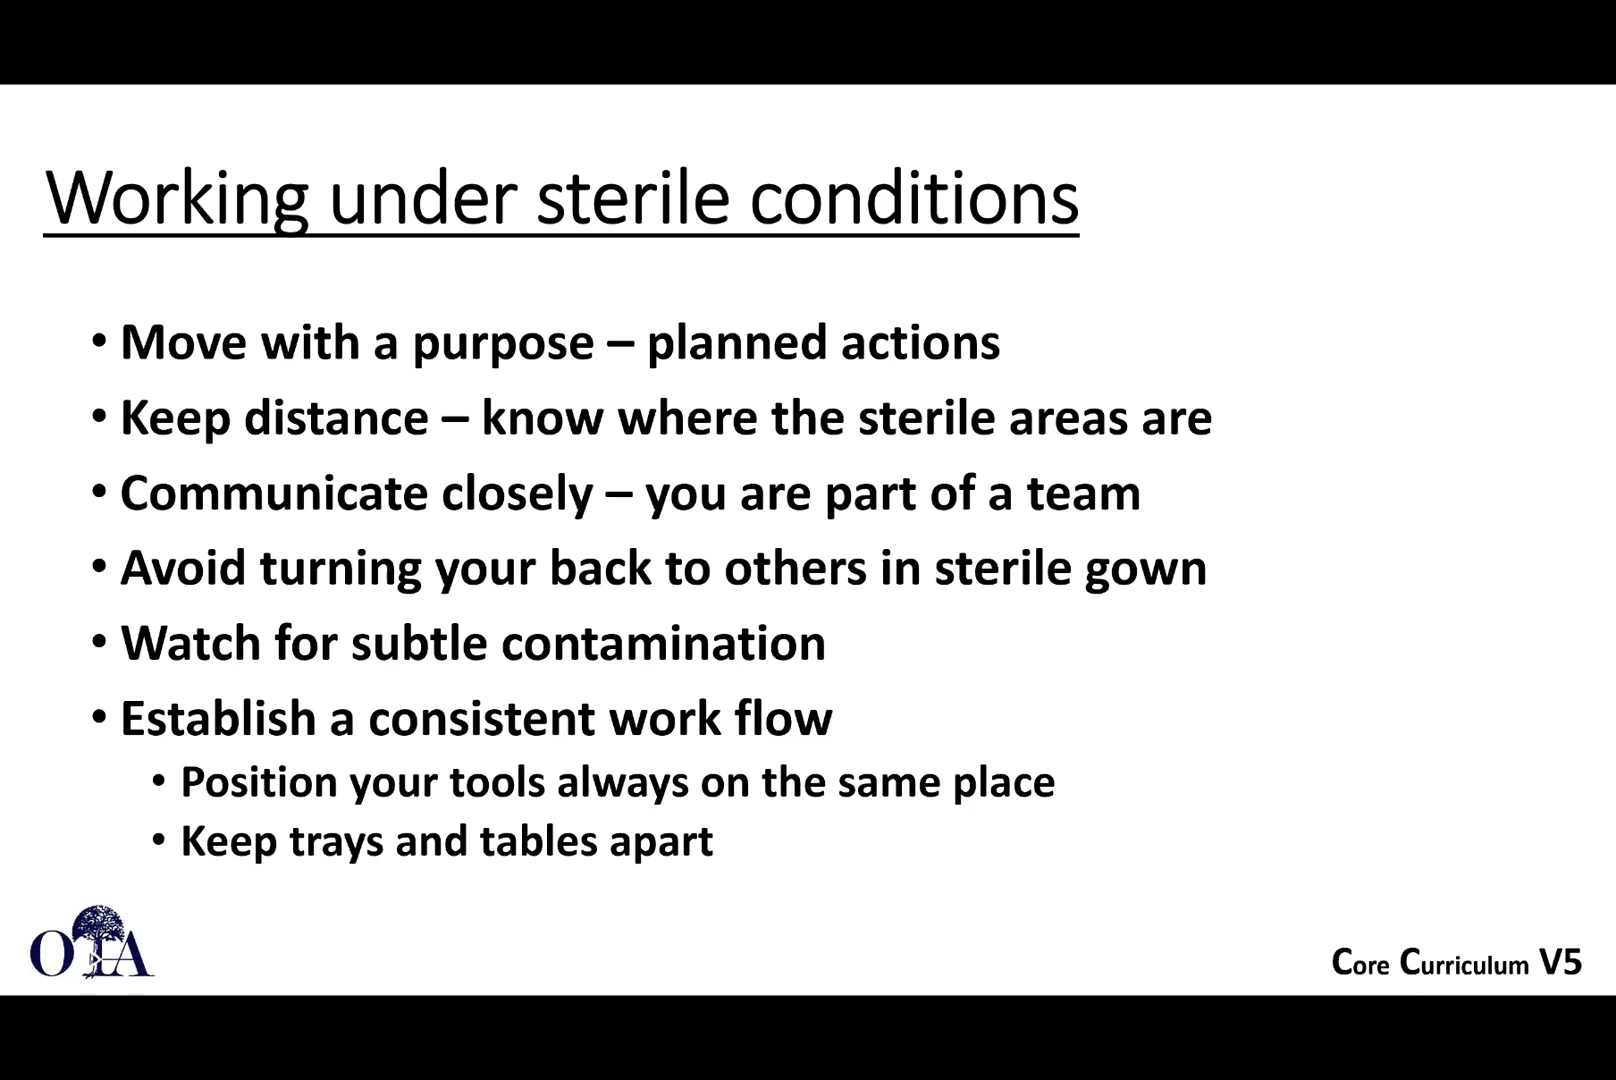 Working under sterile conditions
• Move with a purpose – planned actions
• Keep distance – know where the sterile areas are
• Communicate closely – you are part of a team
• Avoid turning your back to others in sterile gown
• Watch for subtle contamination
• Establish a consistent work flow
• Position your tools always on the same place
• Keep trays and tables apart
OTA
Core Curriculum V5